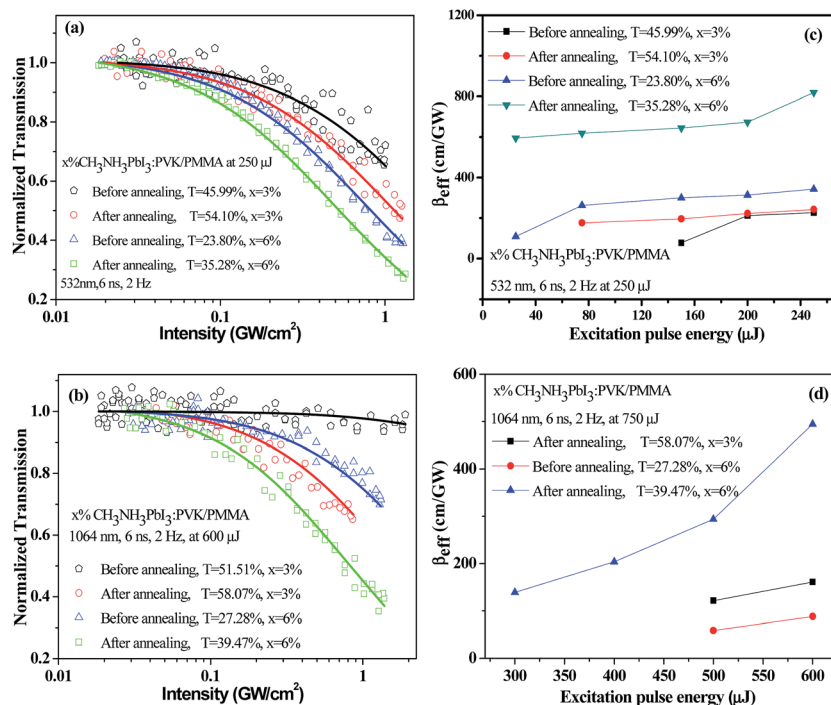 (a)
Normalized Transmission
1.0
0.8
0.6
0.4
0.2
x%CH3NH3PbI3:PVK/PMMA at 250 μJ
Before annealing, T=45.99%, x=3%
After annealing, T=54.10%, x=3%
Before annealing, T=23.80%, x=6%
After annealing, T=35.28%, x=6%
532nm,6 ns, 2 Hz
0.01 0.1 1
Intensity (GW/cm²)
(c)
βeff (cm/GW)
1200
800
400
0
Before annealing, T=45.99%, x=3%
After annealing, T=54.10%, x=3%
Before annealing, T=23.80%, x=6%
After annealing, T=35.28%, x=6%
x% CH3NH3PbI3:PVK/PMMA
532 nm, 6 ns, 2 Hz at 250 μJ
40 80 120 160 200 240
Excitation pulse energy (μJ)
(b)
Normalized Transmission
1.0
0.8
0.6
0.4
0.2
x% CH3NH3PbI3:PVK/PMMA
1064 nm, 6 ns, 2 Hz, at 600 μJ
Before annealing, T=51.51%, x=3%
After annealing, T=58.07%, x=3%
Before annealing, T=27.28%, x=6%
After annealing, T=39.47%, x=6%
0.01 0.1 1
Intensity (GW/cm²)
(d)
βeff (cm/GW)
600
400
200
0
x% CH3NH3PbI3:PVK/PMMA
1064 nm, 6 ns, 2 Hz, at 750 μJ
After annealing, T=58.07%, x=3%
Before annealing, T=27.28%, x=6%
After annealing, T=39.47%, x=6%
300 350 400 450 500 550 600
Excitation pulse energy (μJ)